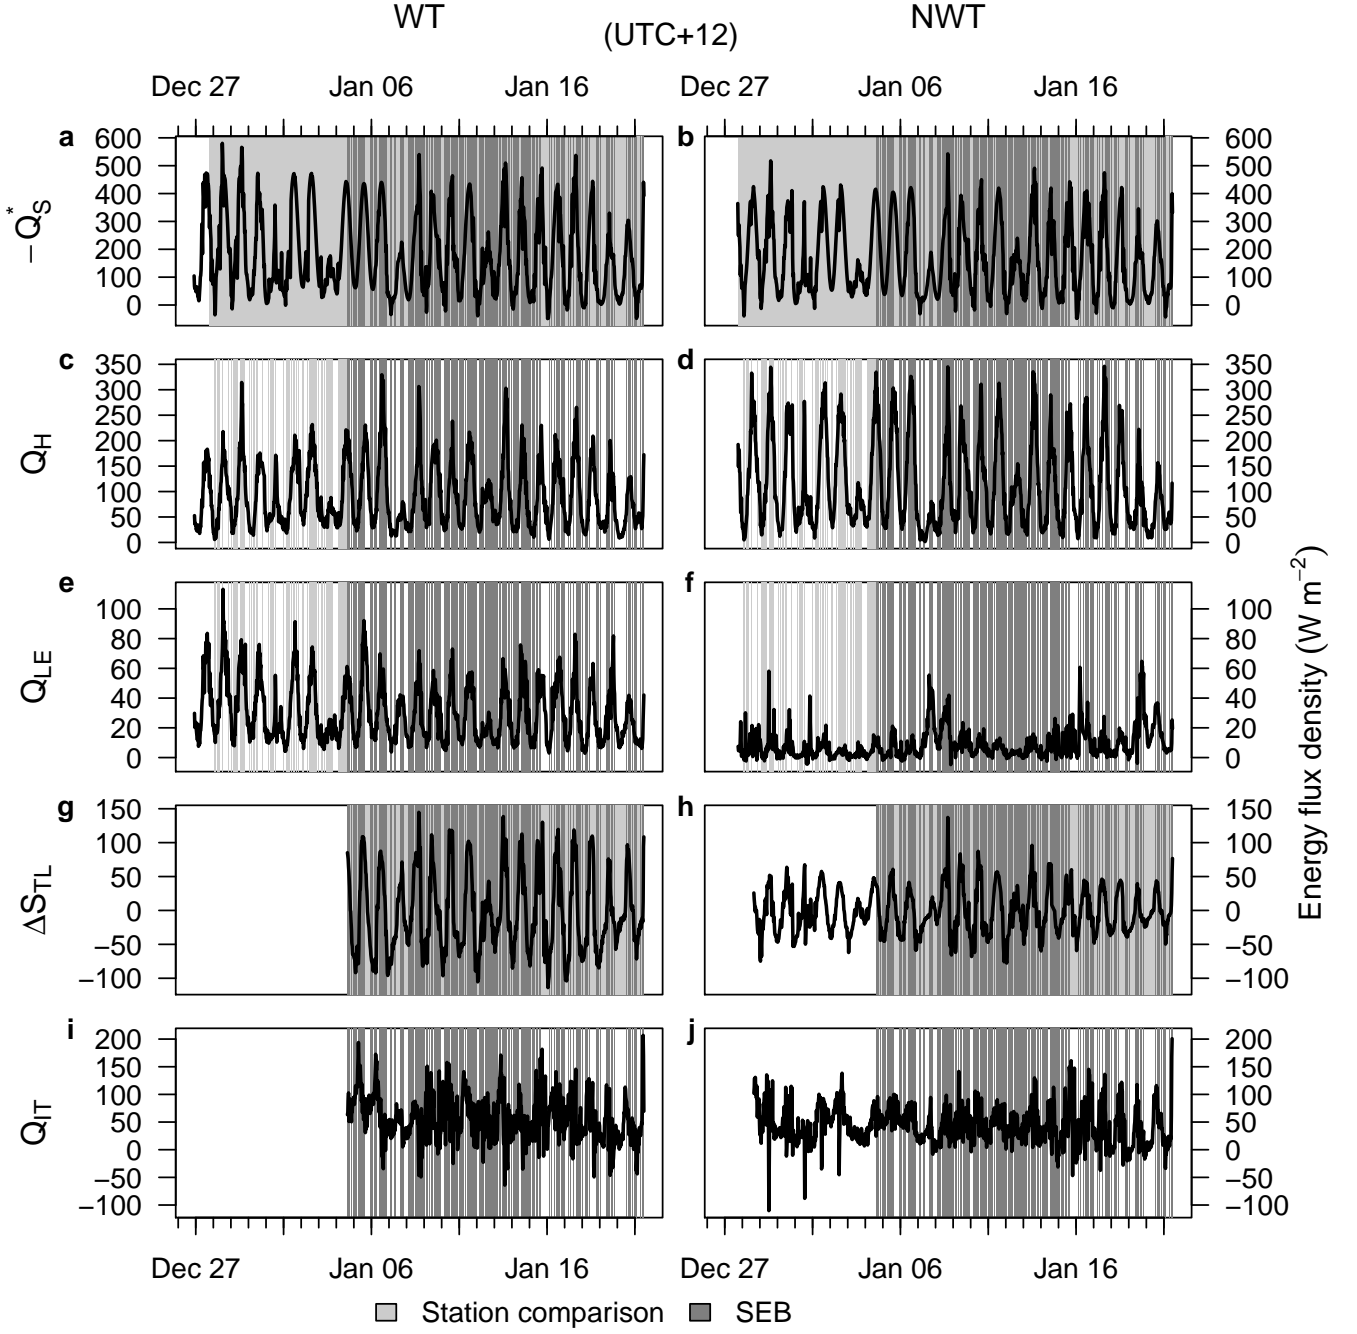 WT NWT
(UTC+12)
Dec 27 Jan 06 Jan 16 Dec 27 Jan 06 Jan 16
a b
600 500 400 300 200 100 0
−Q*S
600 500 400 300 200 100 0
c d
350 300 250 200 150 100 50 0
QH
350 300 250 200 150 100 50 0
e f
100 80 60 40 20 0
QLE
100 80 60 40 20 0
g h
150 100 50 0 −50 −100
ΔSTL
150 100 50 0 −50 −100
i j
200 150 100 50 0 −50 −100
QIT
200 150 100 50 0 −50 −100
Energy flux density (W m−2)
Dec 27 Jan 06 Jan 16 Dec 27 Jan 06 Jan 16
Station comparison SEB